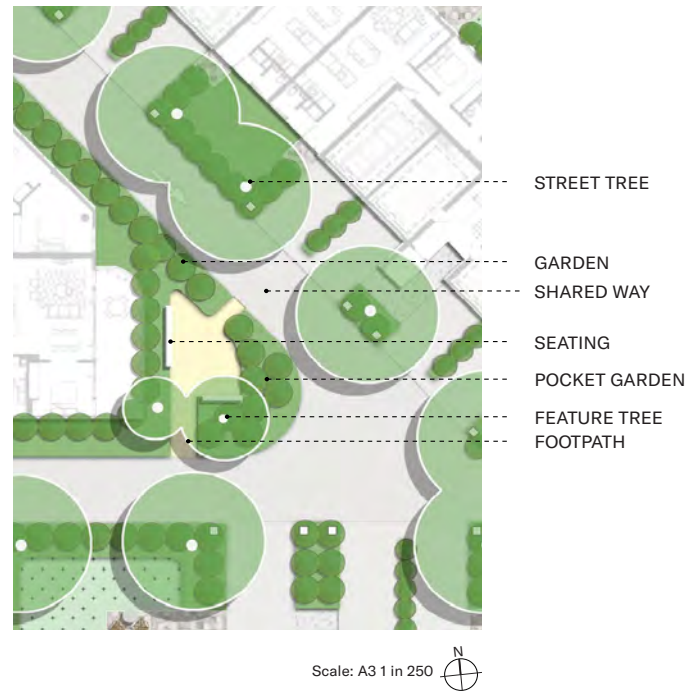 STREET TREE
GARDEN
SHARED WAY
SEATING
POCKET GARDEN
FEATURE TREE
FOOTPATH
N
Scale: A3 1 in 250